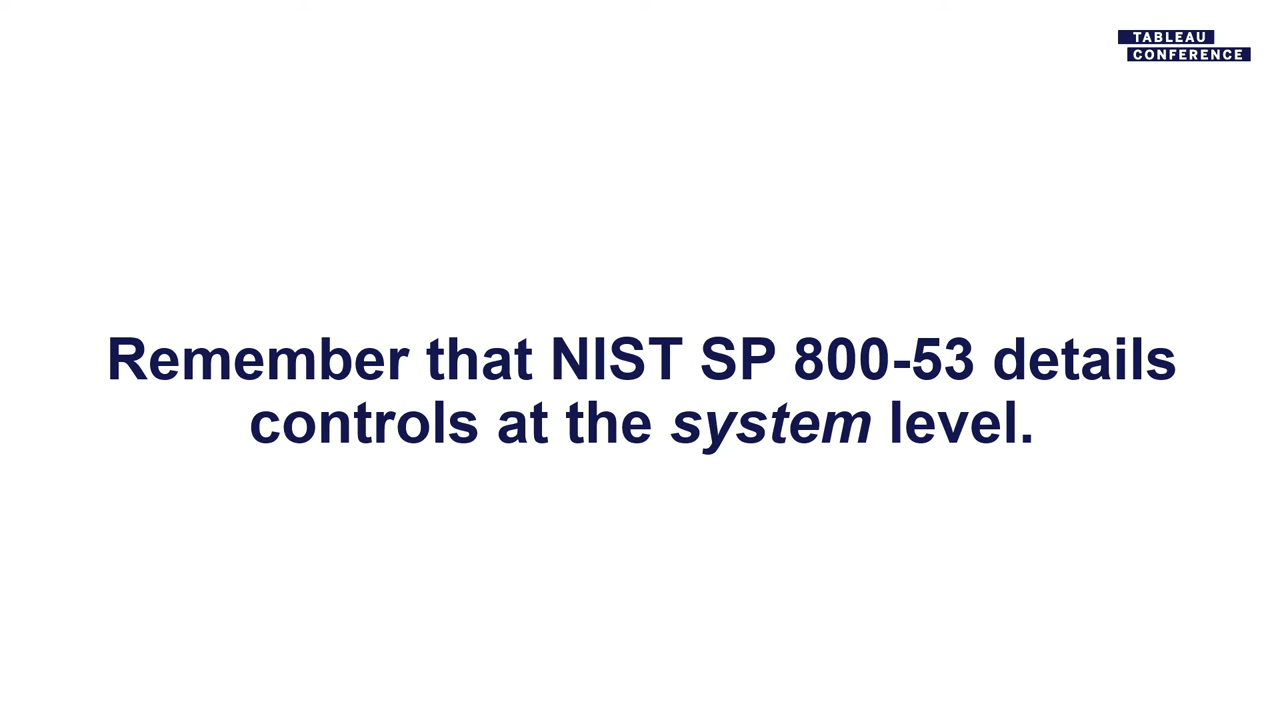 TABLEAU
CONFERENCE
Remember that NIST SP 800-53 details
controls at the system level.